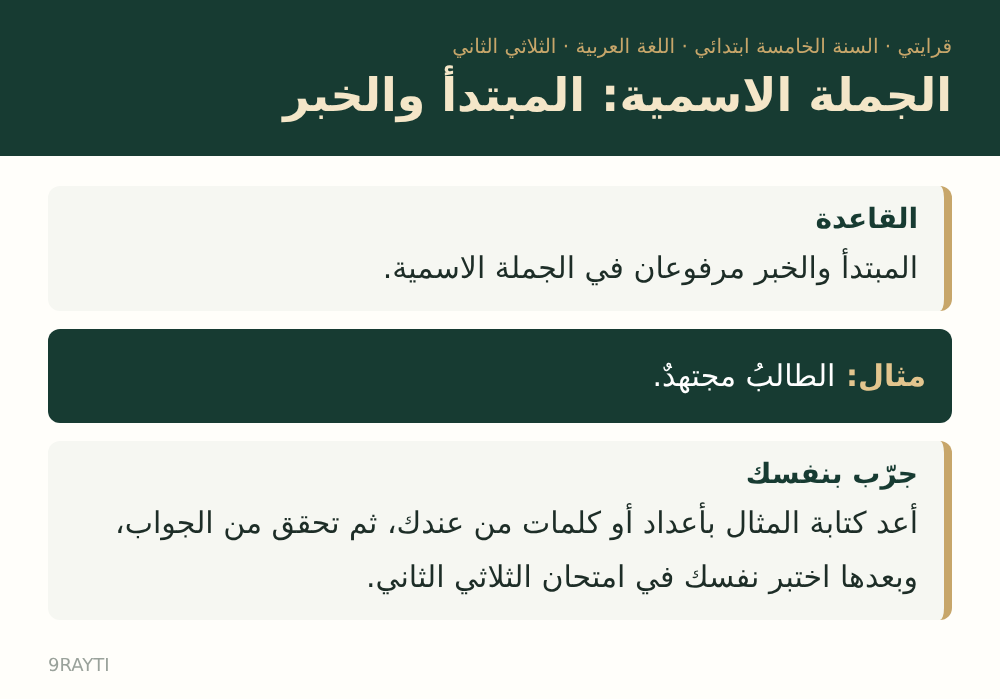 قرايتي · السنة الخامسة ابتدائي · اللغة العربية · الثلاثي الثاني
الجملة الاسمية: المبتدأ والخبر
القاعدة
المبتدأ والخبر مرفوعان في الجملة الاسمية.
مثال: الطالبُ مجتهدٌ.
جرّب بنفسك
أعد كتابة المثال بأعداد أو كلمات من عندك، ثم تحقق من الجواب،
وبعدها اختبر نفسك في امتحان الثلاثي الثاني.
9RAYTI